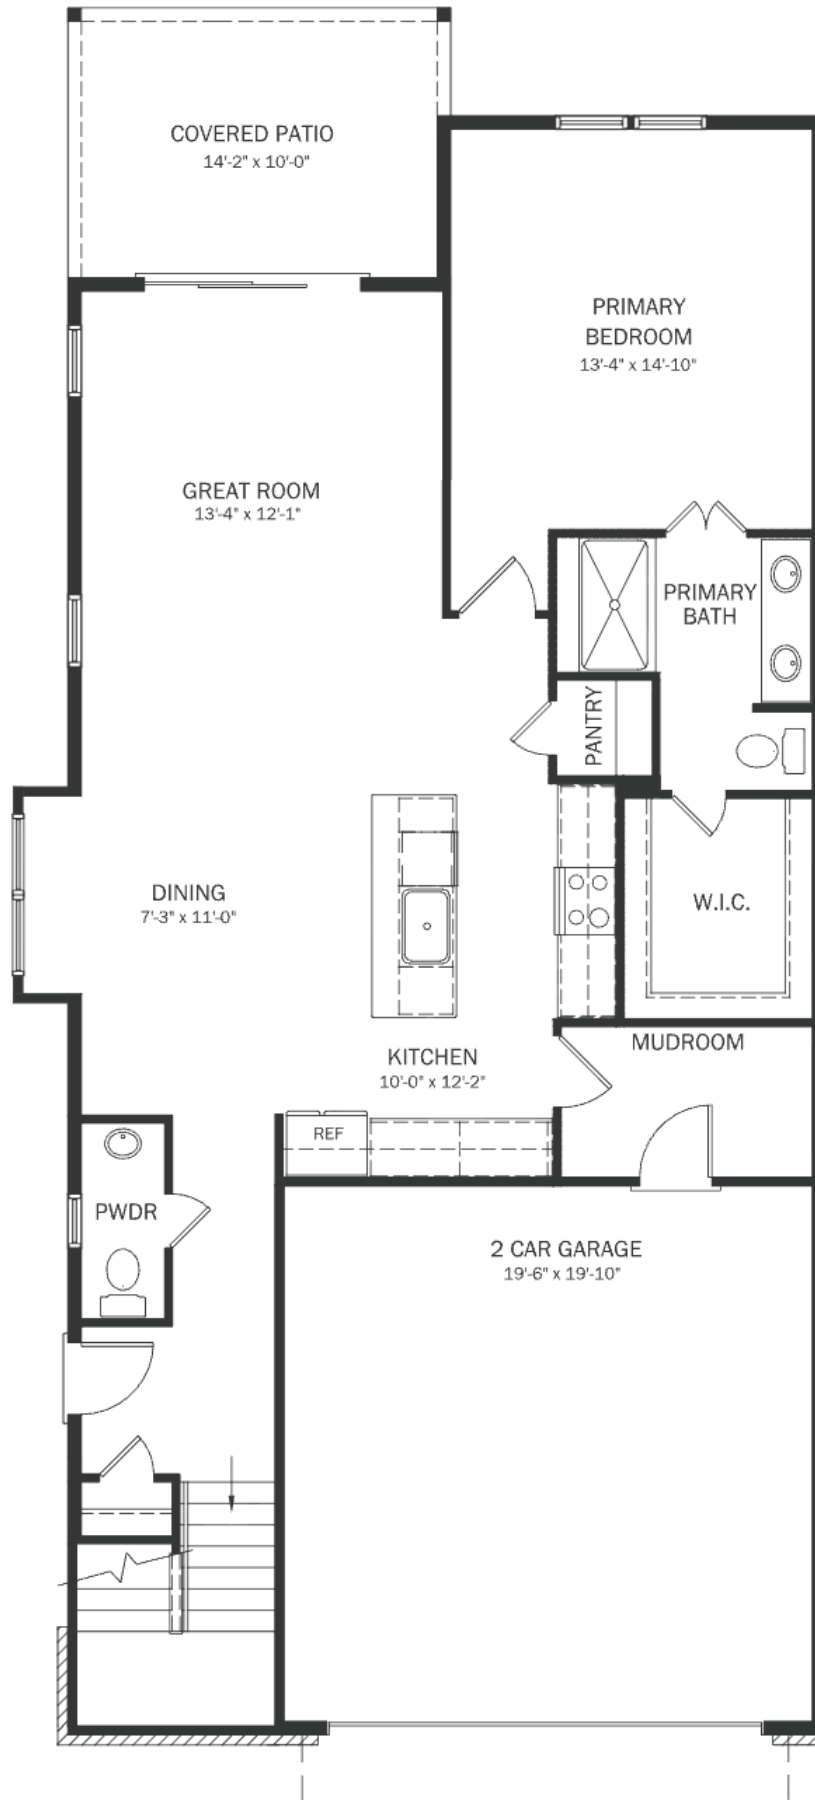 COVERED PATIO
14'-2" x 10'-0"
PRIMARY
BEDROOM
13'-4" x 14'-10"
GREAT ROOM
13'-4" x 12'-1"
PRIMARY
BATH
PANTRY
DINING
7'-3" x 11'-0"
W.I.C.
MUDROOM
KITCHEN
10'-0" x 12'-2"
REF
PWDR
2 CAR GARAGE
19'-6" x 19'-10"